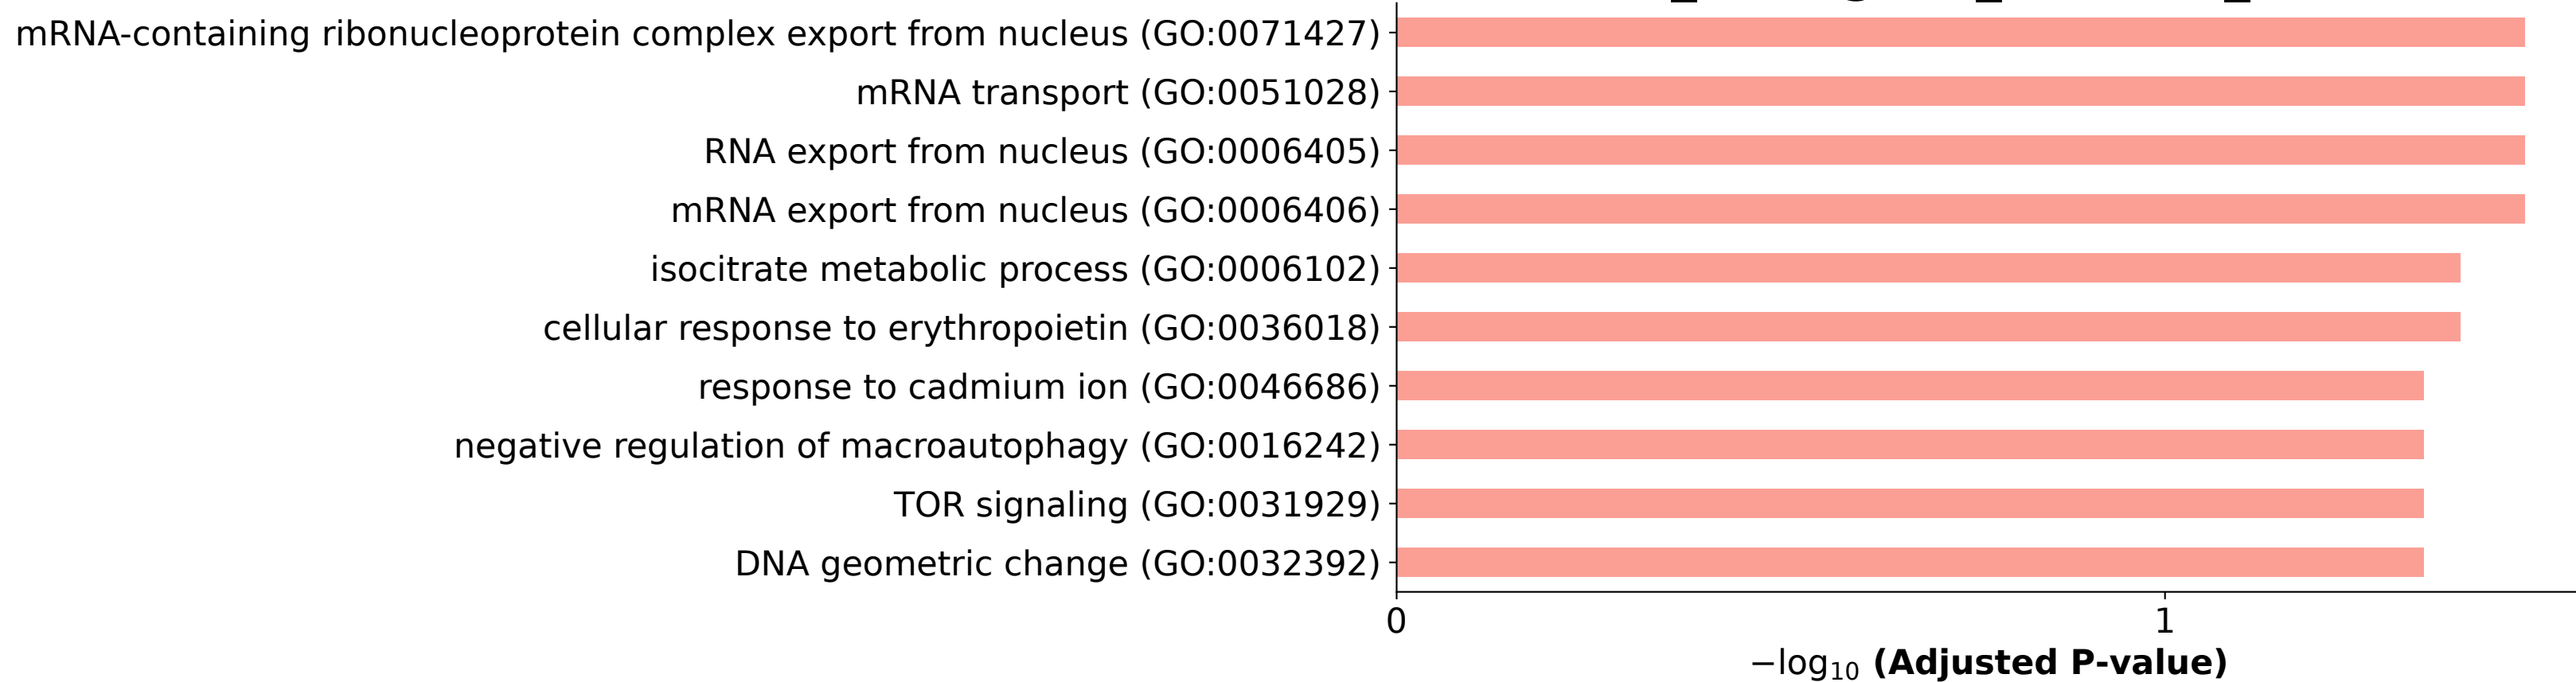 mRNA-containing ribonucleoprotein complex export from nucleus (GO:0071427)
mRNA transport (GO:0051028)
RNA export from nucleus (GO:0006405)
mRNA export from nucleus (GO:0006406)
isocitrate metabolic process (GO:0006102)
cellular response to erythropoietin (GO:0036018)
response to cadmium ion (GO:0046686)
negative regulation of macroautophagy (GO:0016242)
TOR signaling (GO:0031929)
DNA geometric change (GO:0032392)
0 1
−log₁₀ (Adjusted P-value)